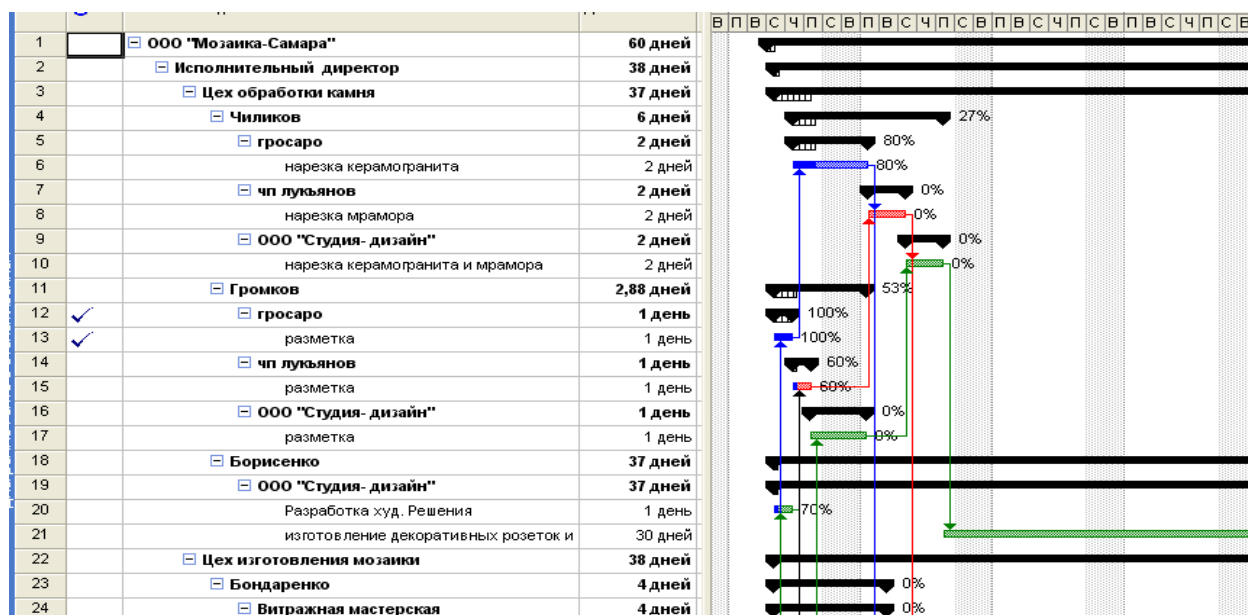 В П В С Ч П С В П В С Ч П С В П В С Ч П С В П В С Ч П С В
1 ООО "Мозаика-Самара" 60 дней
2 Исполнительный директор 38 дней
3 Цех обработки камня 37 дней
4 Чиликов 6 дней 27%
5 гросаро 2 дней 80%
6 нарезка керамогранита 2 дней 80%
7 чп лукьянов 2 дней 0%
8 нарезка мрамора 2 дней 0%
9 ООО "Студия- дизайн" 2 дней 0%
10 нарезка керамогранита и мрамора 2 дней 0%
11 Громков 2,88 дней 53%
12 гросаро 1 день 100%
13 разметка 1 день 100%
14 чп лукьянов 1 день 60%
15 разметка 1 день 60%
16 ООО "Студия- дизайн" 1 день 0%
17 разметка 1 день 0%
18 Борисенко 37 дней
19 ООО "Студия- дизайн" 37 дней
20 Разработка худ. Решения 1 день 70%
21 изготовление декоративных розеток и 30 дней
22 Цех изготовления мозаики 38 дней
23 Бондаренко 4 дней 0%
24 Витражная мастерская 4 дней 0%